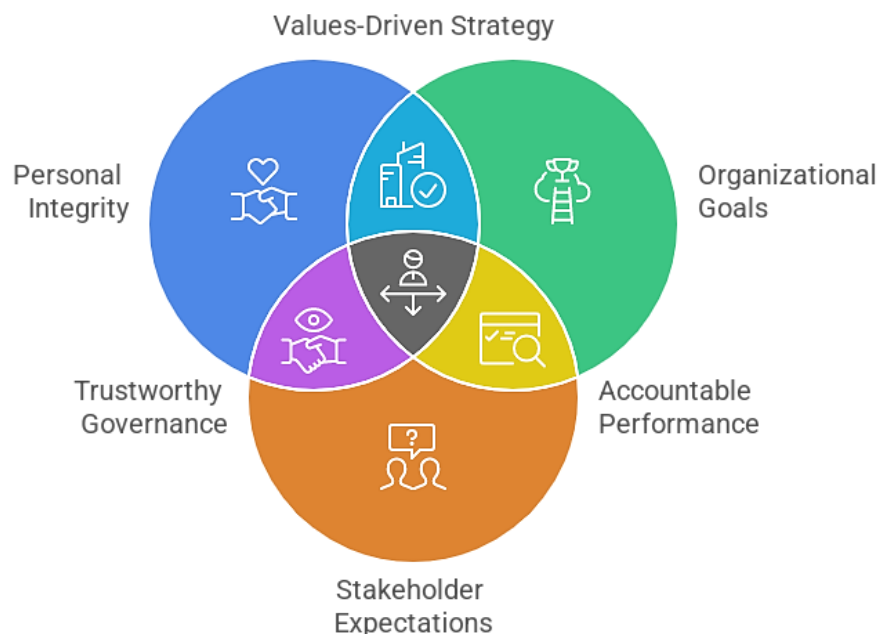 Values-Driven Strategy
Personal
Integrity
Organizational
Goals
Trustworthy
Governance
Accountable
Performance
?
Stakeholder
Expectations